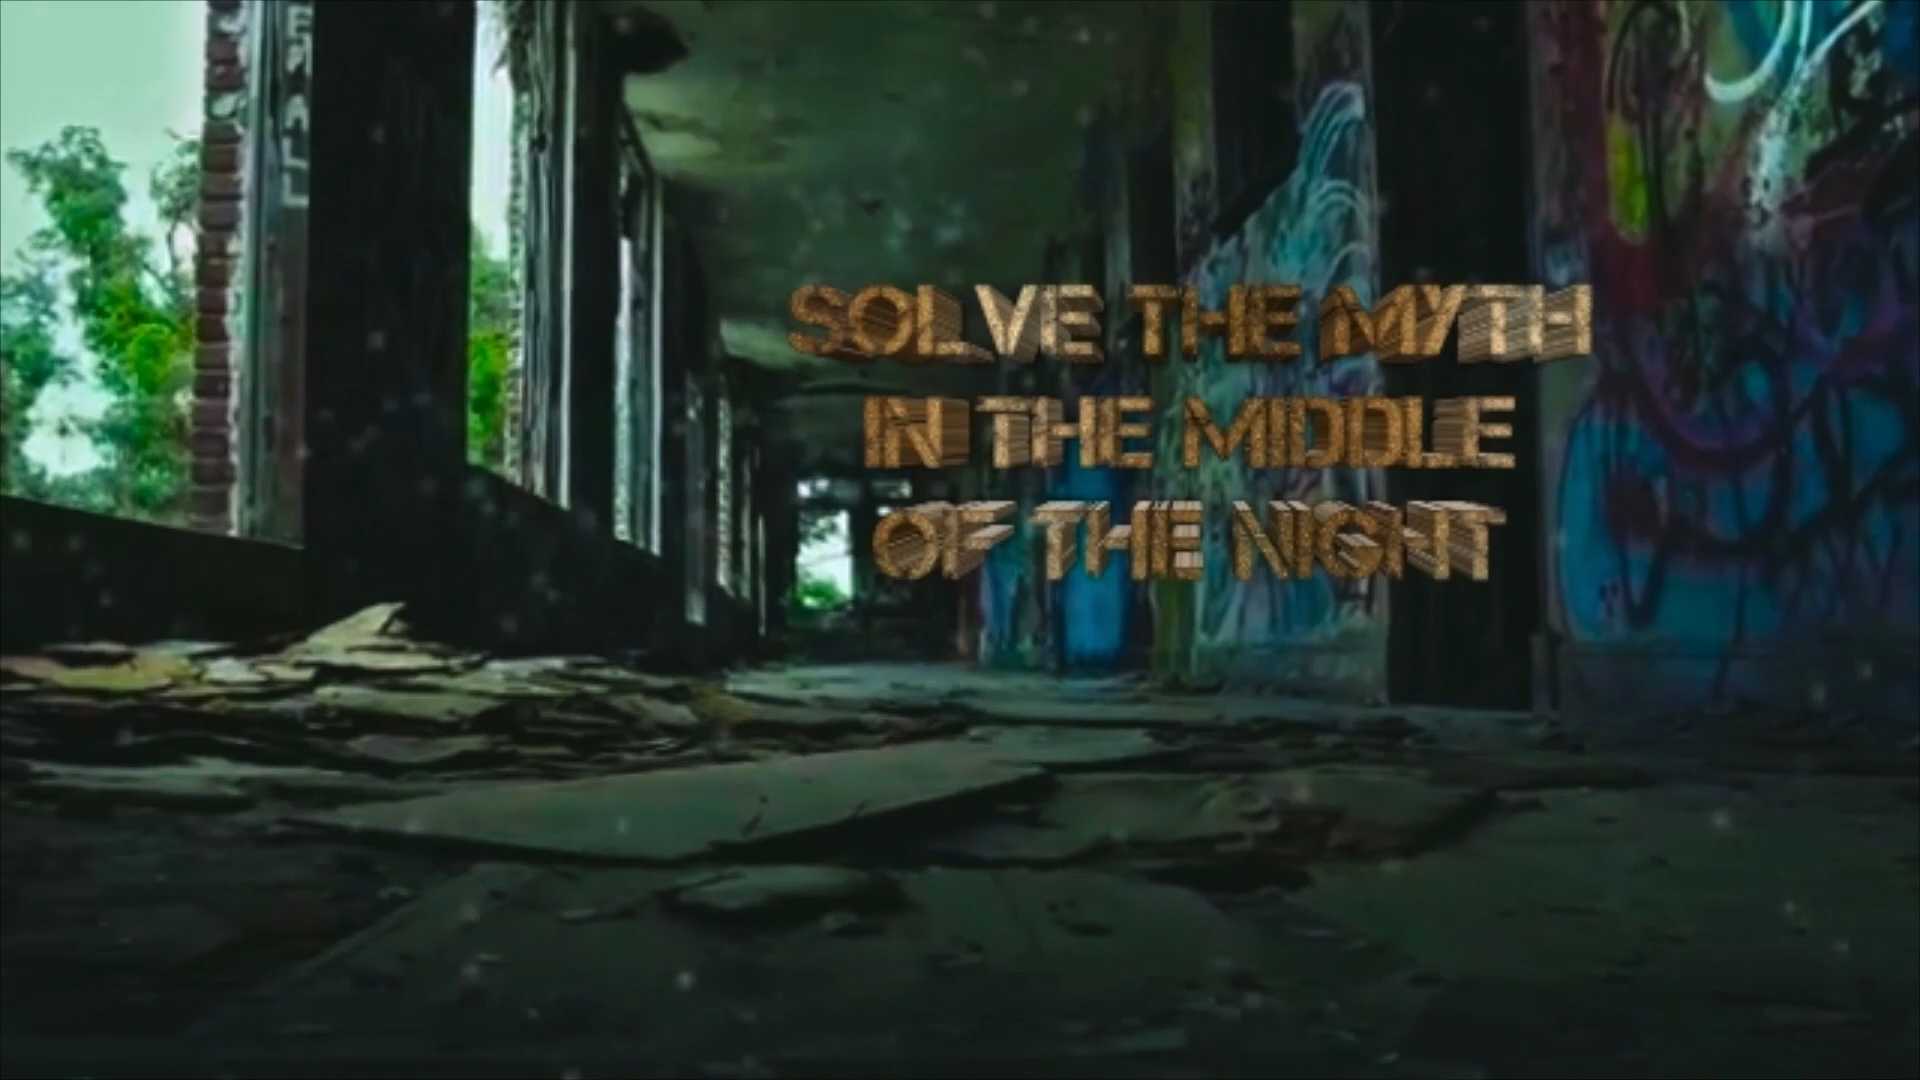 SOLVE THE MYTH
IN THE MIDDLE
OF THE NIGHT